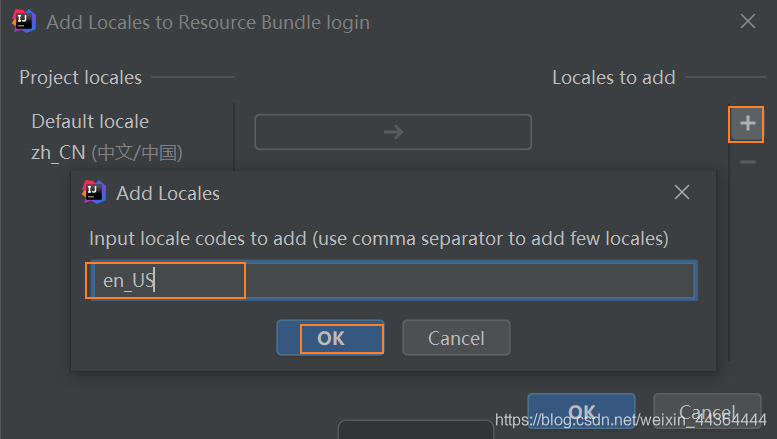 Add Locales to Resource Bundle login
Project locales
Locales to add
Default locale
zh_CN (中文/中国)
Add Locales
Input locale codes to add (use comma separator to add few locales)
en_US
OK
Cancel
OK
Cancel
https://blog.csdn.net/weixin_44364444